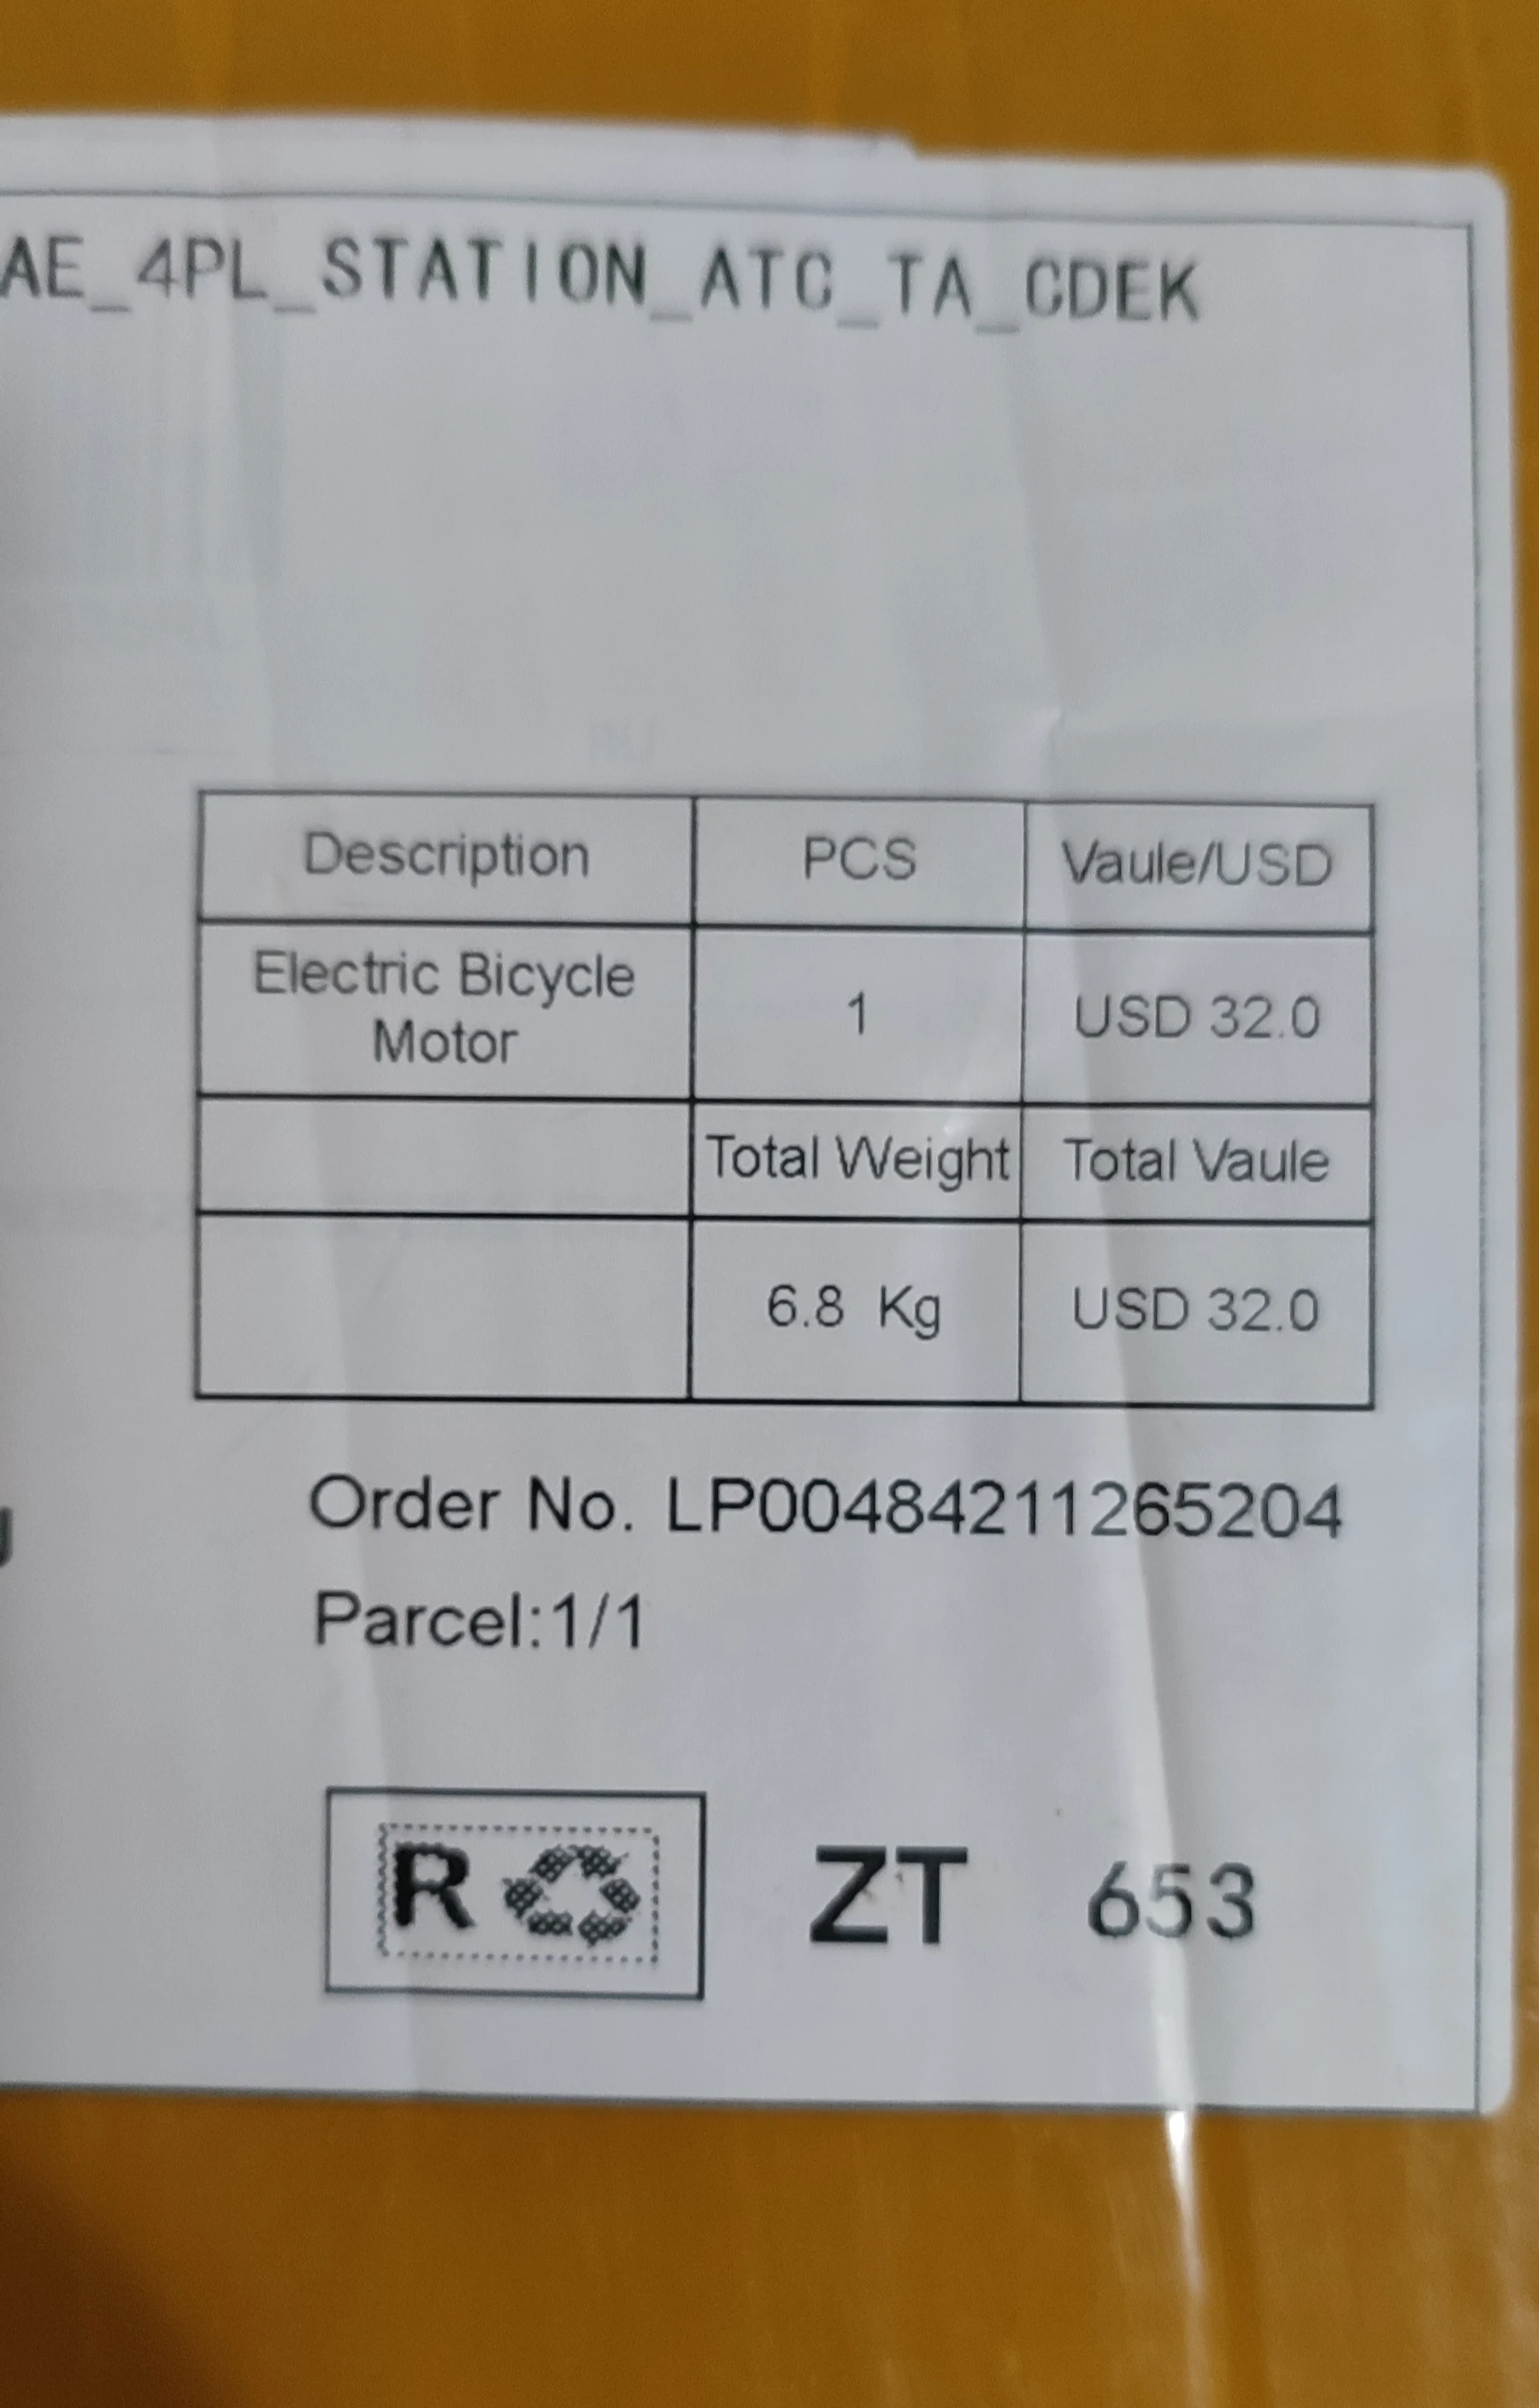 AE_4PL_STATION_ATC_TA_CDEK
Description PCS Vaule/USD
Electric Bicycle Motor 1 USD 32.0
Total Weight Total Vaule
6.8 Kg USD 32.0
Order No. LP00484211265204
Parcel:1/1
R ZT 653